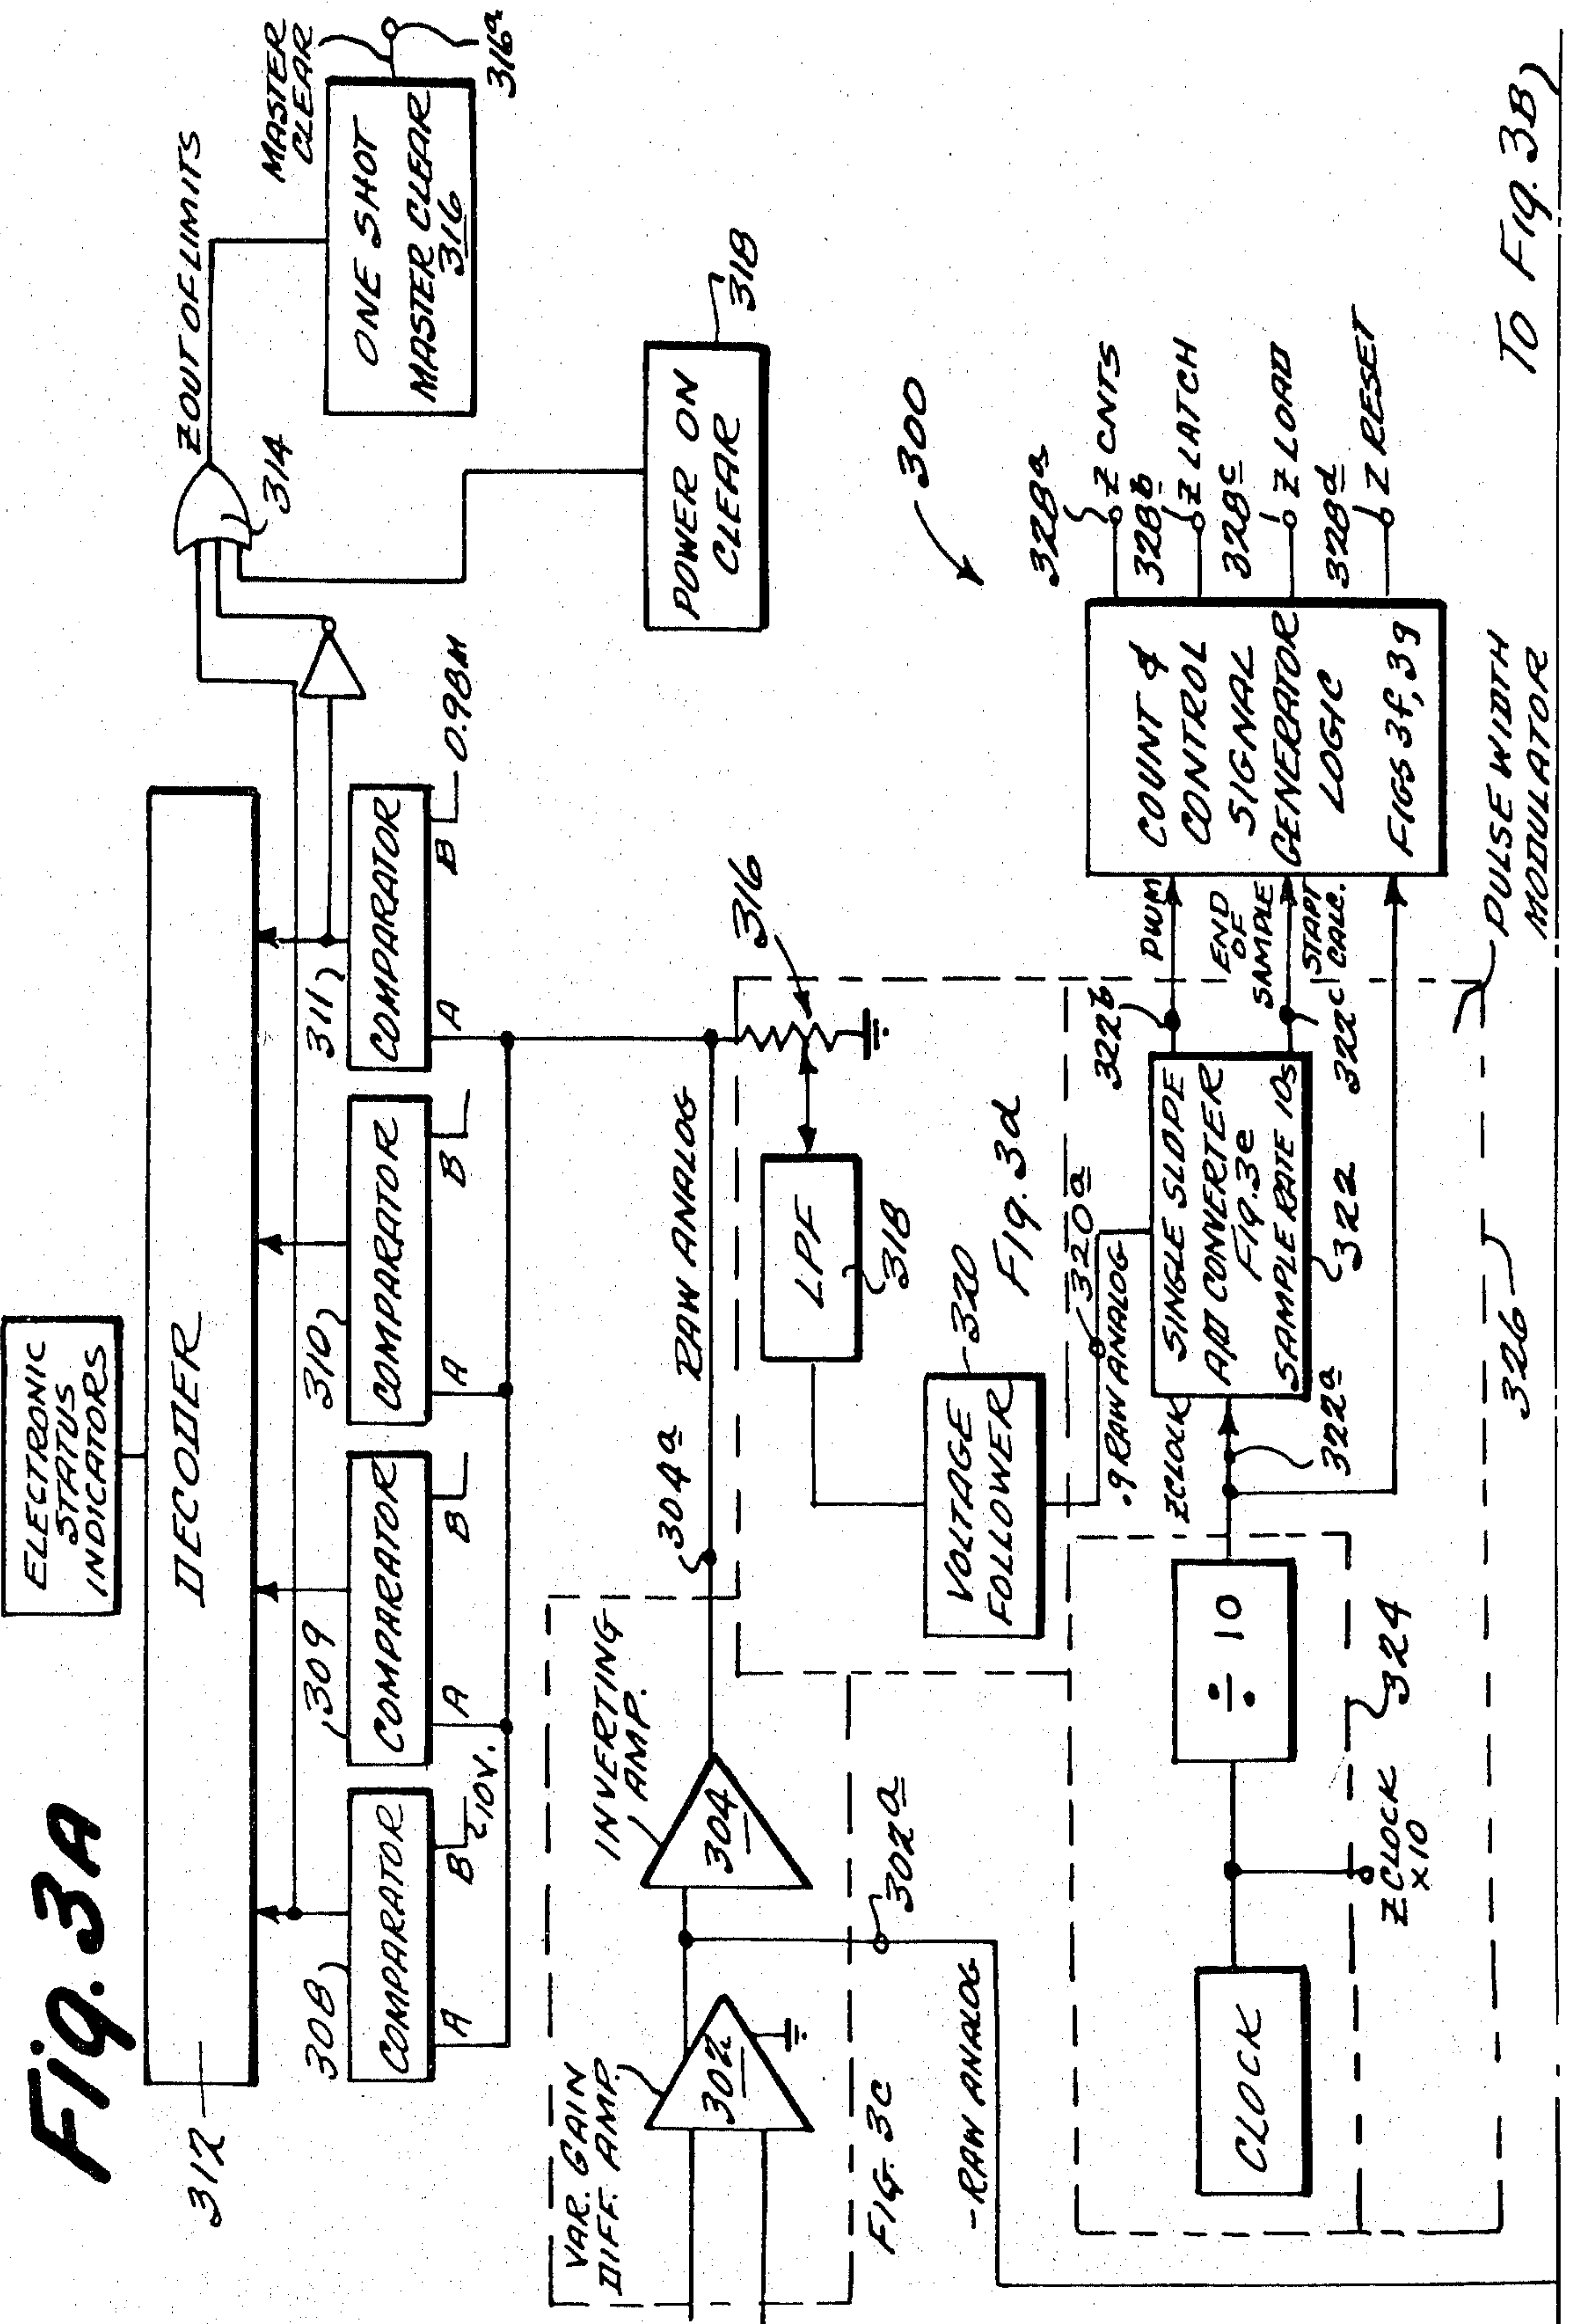 Fig. 3A
ELECTRONIC
STATUS
INDICATORS
312
DECODER
308
COMPARATOR
A
B
10V.
309
COMPARATOR
A
B
310
COMPARATOR
A
B
311
COMPARATOR
A
B
0.98M
314
Z OUT OF LIMITS
ONE SHOT
MASTER CLEAR
316
MASTER
CLEAR
316a
POWER ON
CLEAR
318
300
VAR. GAIN
DIFF. AMP.
302
INVERTING
AMP.
304
304a
RAW ANALOG
316
302a
FIG. 3C
-RAW ANALOG
LPF
318
VOLTAGE
FOLLOWER
320
Fig. 3d
320a
.9 RAW ANALOG
Z CLOCK
SINGLE SLOPE
A/D CONVERTER
Fig. 3e
SAMPLE RATE 10s
322
322a
322b
322c
PWM
END
OF
SAMPLE
START
CALC.
COUNT &
CONTROL
SIGNAL
GENERATOR
LOGIC
FIGS 3f, 3g
328a
Z CNTS
328b
Z LATCH
328c
Z LOAD
328d
Z RESET
CLOCK
÷ 10
Z CLOCK
x10
324
326
PULSE WIDTH
MODULATOR
To Fig. 3B)